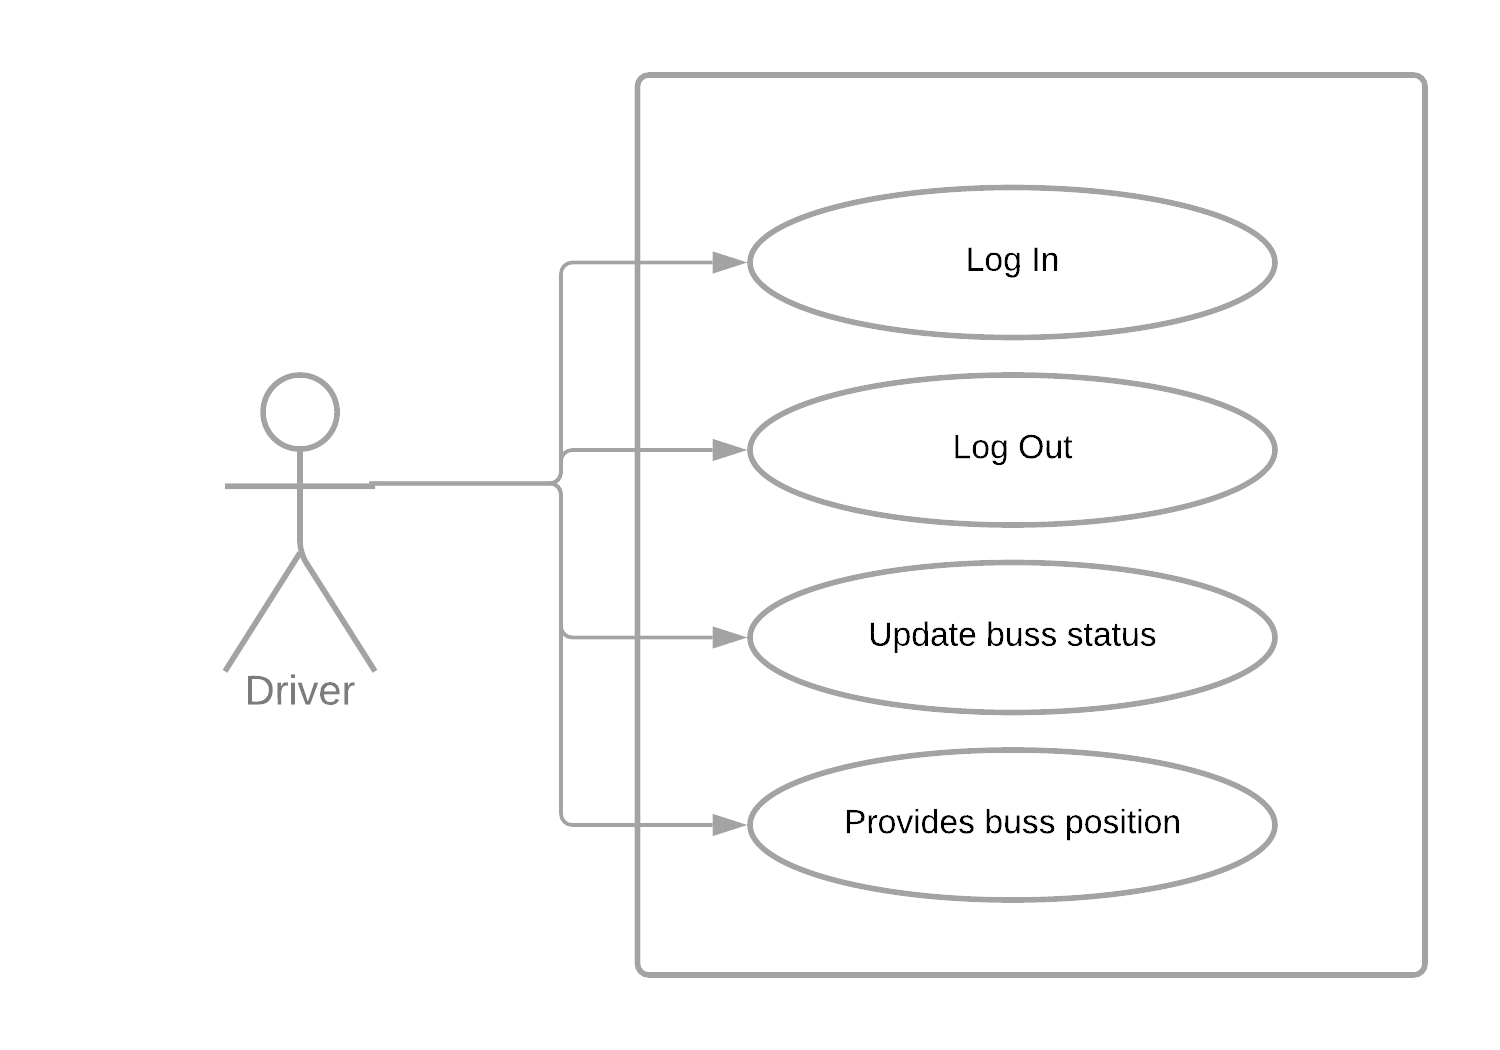 Log In
Log Out
Update buss status
Driver
Provides buss position